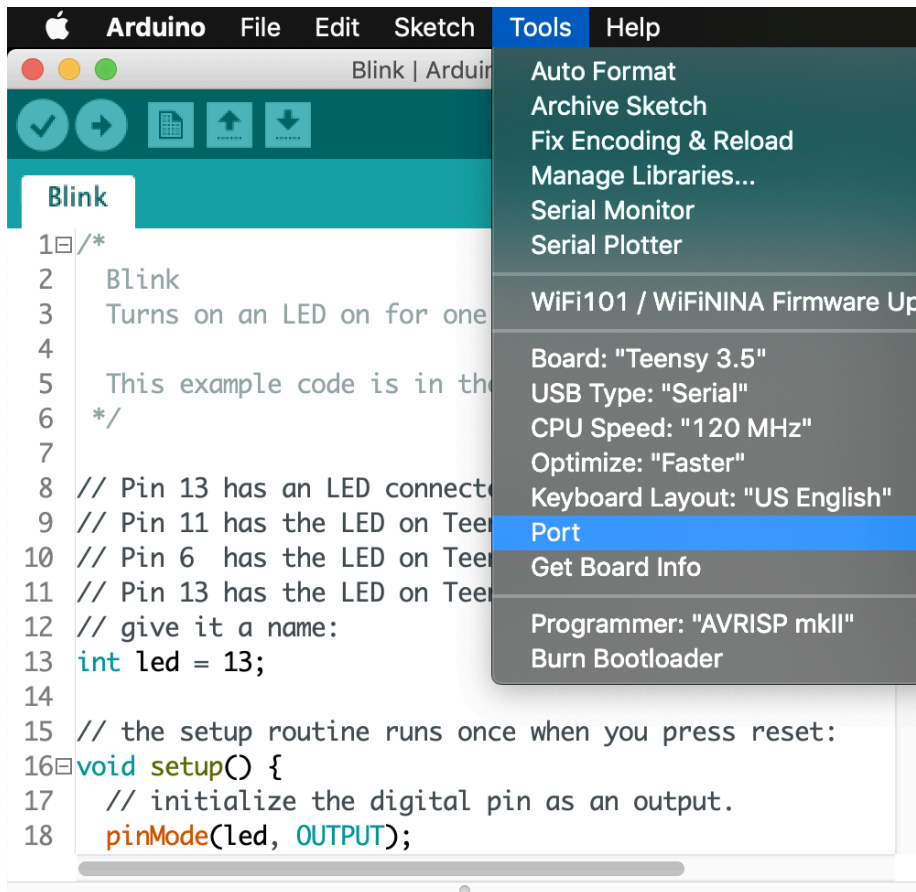 Arduino File Edit Sketch Tools Help
Blink | Arduin
Auto Format
Archive Sketch
Fix Encoding & Reload
Manage Libraries...
Serial Monitor
Serial Plotter
WiFi101 / WiFiNINA Firmware Up
Board: "Teensy 3.5"
USB Type: "Serial"
CPU Speed: "120 MHz"
Optimize: "Faster"
Keyboard Layout: "US English"
Port
Get Board Info
Programmer: "AVRISP mkII"
Burn Bootloader
Blink
1 /*
2 Blink
3 Turns on an LED on for one
4
5 This example code is in the
6 */
7
8 // Pin 13 has an LED connecte
9 // Pin 11 has the LED on Teen
10 // Pin 6  has the LED on Teen
11 // Pin 13 has the LED on Teen
12 // give it a name:
13 int led = 13;
14
15 // the setup routine runs once when you press reset:
16 void setup() {
17 // initialize the digital pin as an output.
18 pinMode(led, OUTPUT);